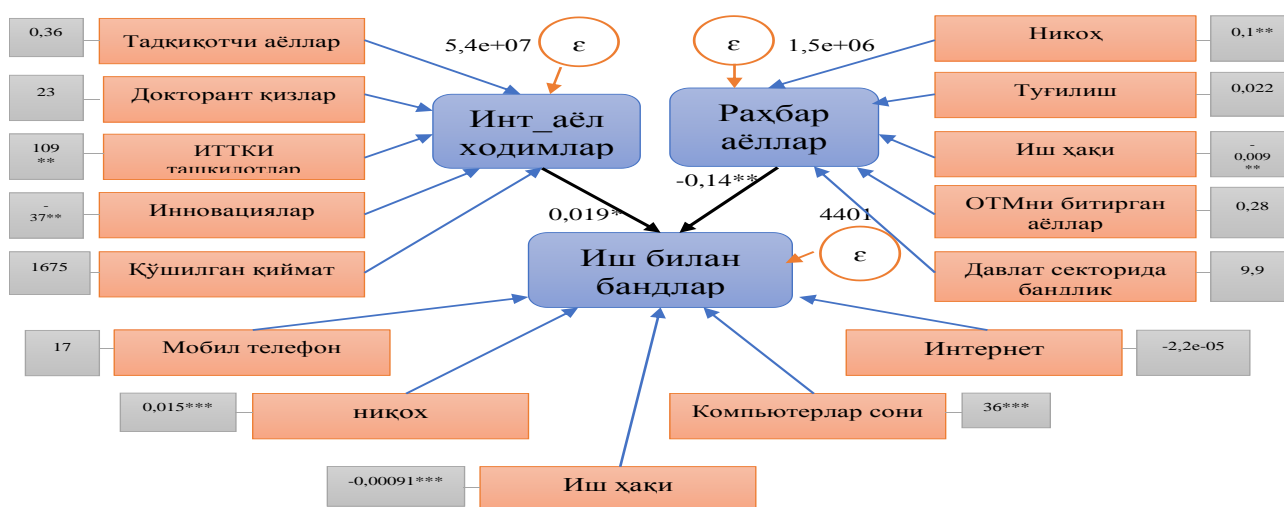 0,36
Тадқиқотчи аёллар
5,4e+07
ε
ε
1,5e+06
Никоҳ
0,1**
23
Докторант қизлар
Инт_аёл
ходимлар
Раҳбар
аёллар
Туғилиш
0,022
109
**
ИТТКИ
ташкилотлар
Иш ҳақи
-
0,009
**
-0,14**
-
37**
Инновациялар
0,019*
4401
ОТМни битирган
аёллар
0,28
1675
Қўшилган қиймат
Иш билан
бандлар
ε
Давлат секторида
бандлик
9,9
17
Мобил телефон
Интернет
-2,2e-05
0,015***
никоҳ
Компьютерлар сони
36***
-0,00091***
Иш ҳақи